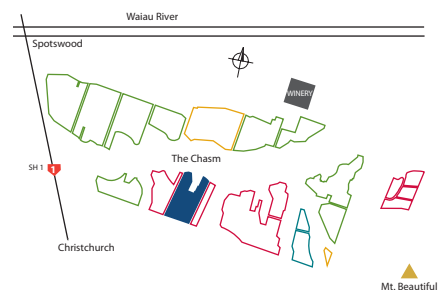 Waiau River
Spotswood
WINERY
The Chasm
SH 1
1
Christchurch
Mt. Beautiful